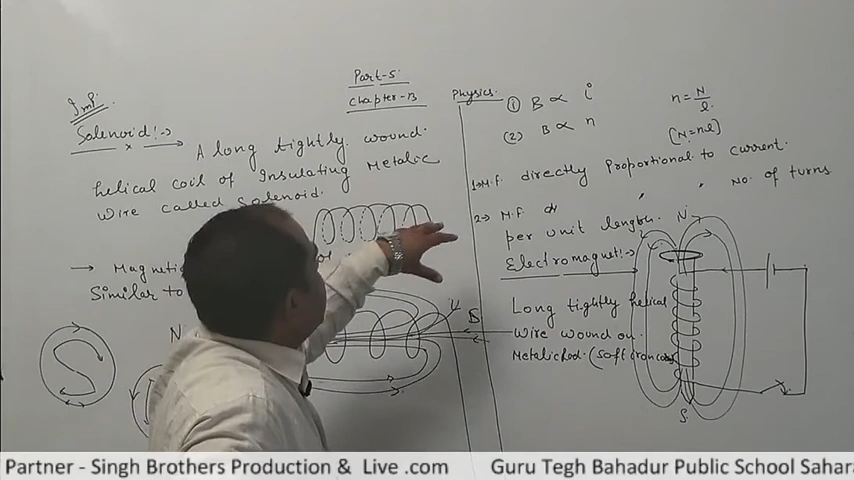 Imp.
Part-5
Chapter-13
Physics.
Solenoid:→
A long tightly wound
helical coil of Insulating Metalic
wire called Solenoid.
→ Magnetic
Similar to
N
S
B
(1) B ∝ i
(2) B ∝ n
n = N/l
[N = nl]
1→ M.F. directly Proportional to current.
2→ M.F. d " " No. of turns
per unit length.
Electromagnet:→
Long tightly helical
wire wound on
Metalic rod. (Soft iron
N
S
Partner - Singh Brothers Production & Live .com
Guru Tegh Bahadur Public School Sahar